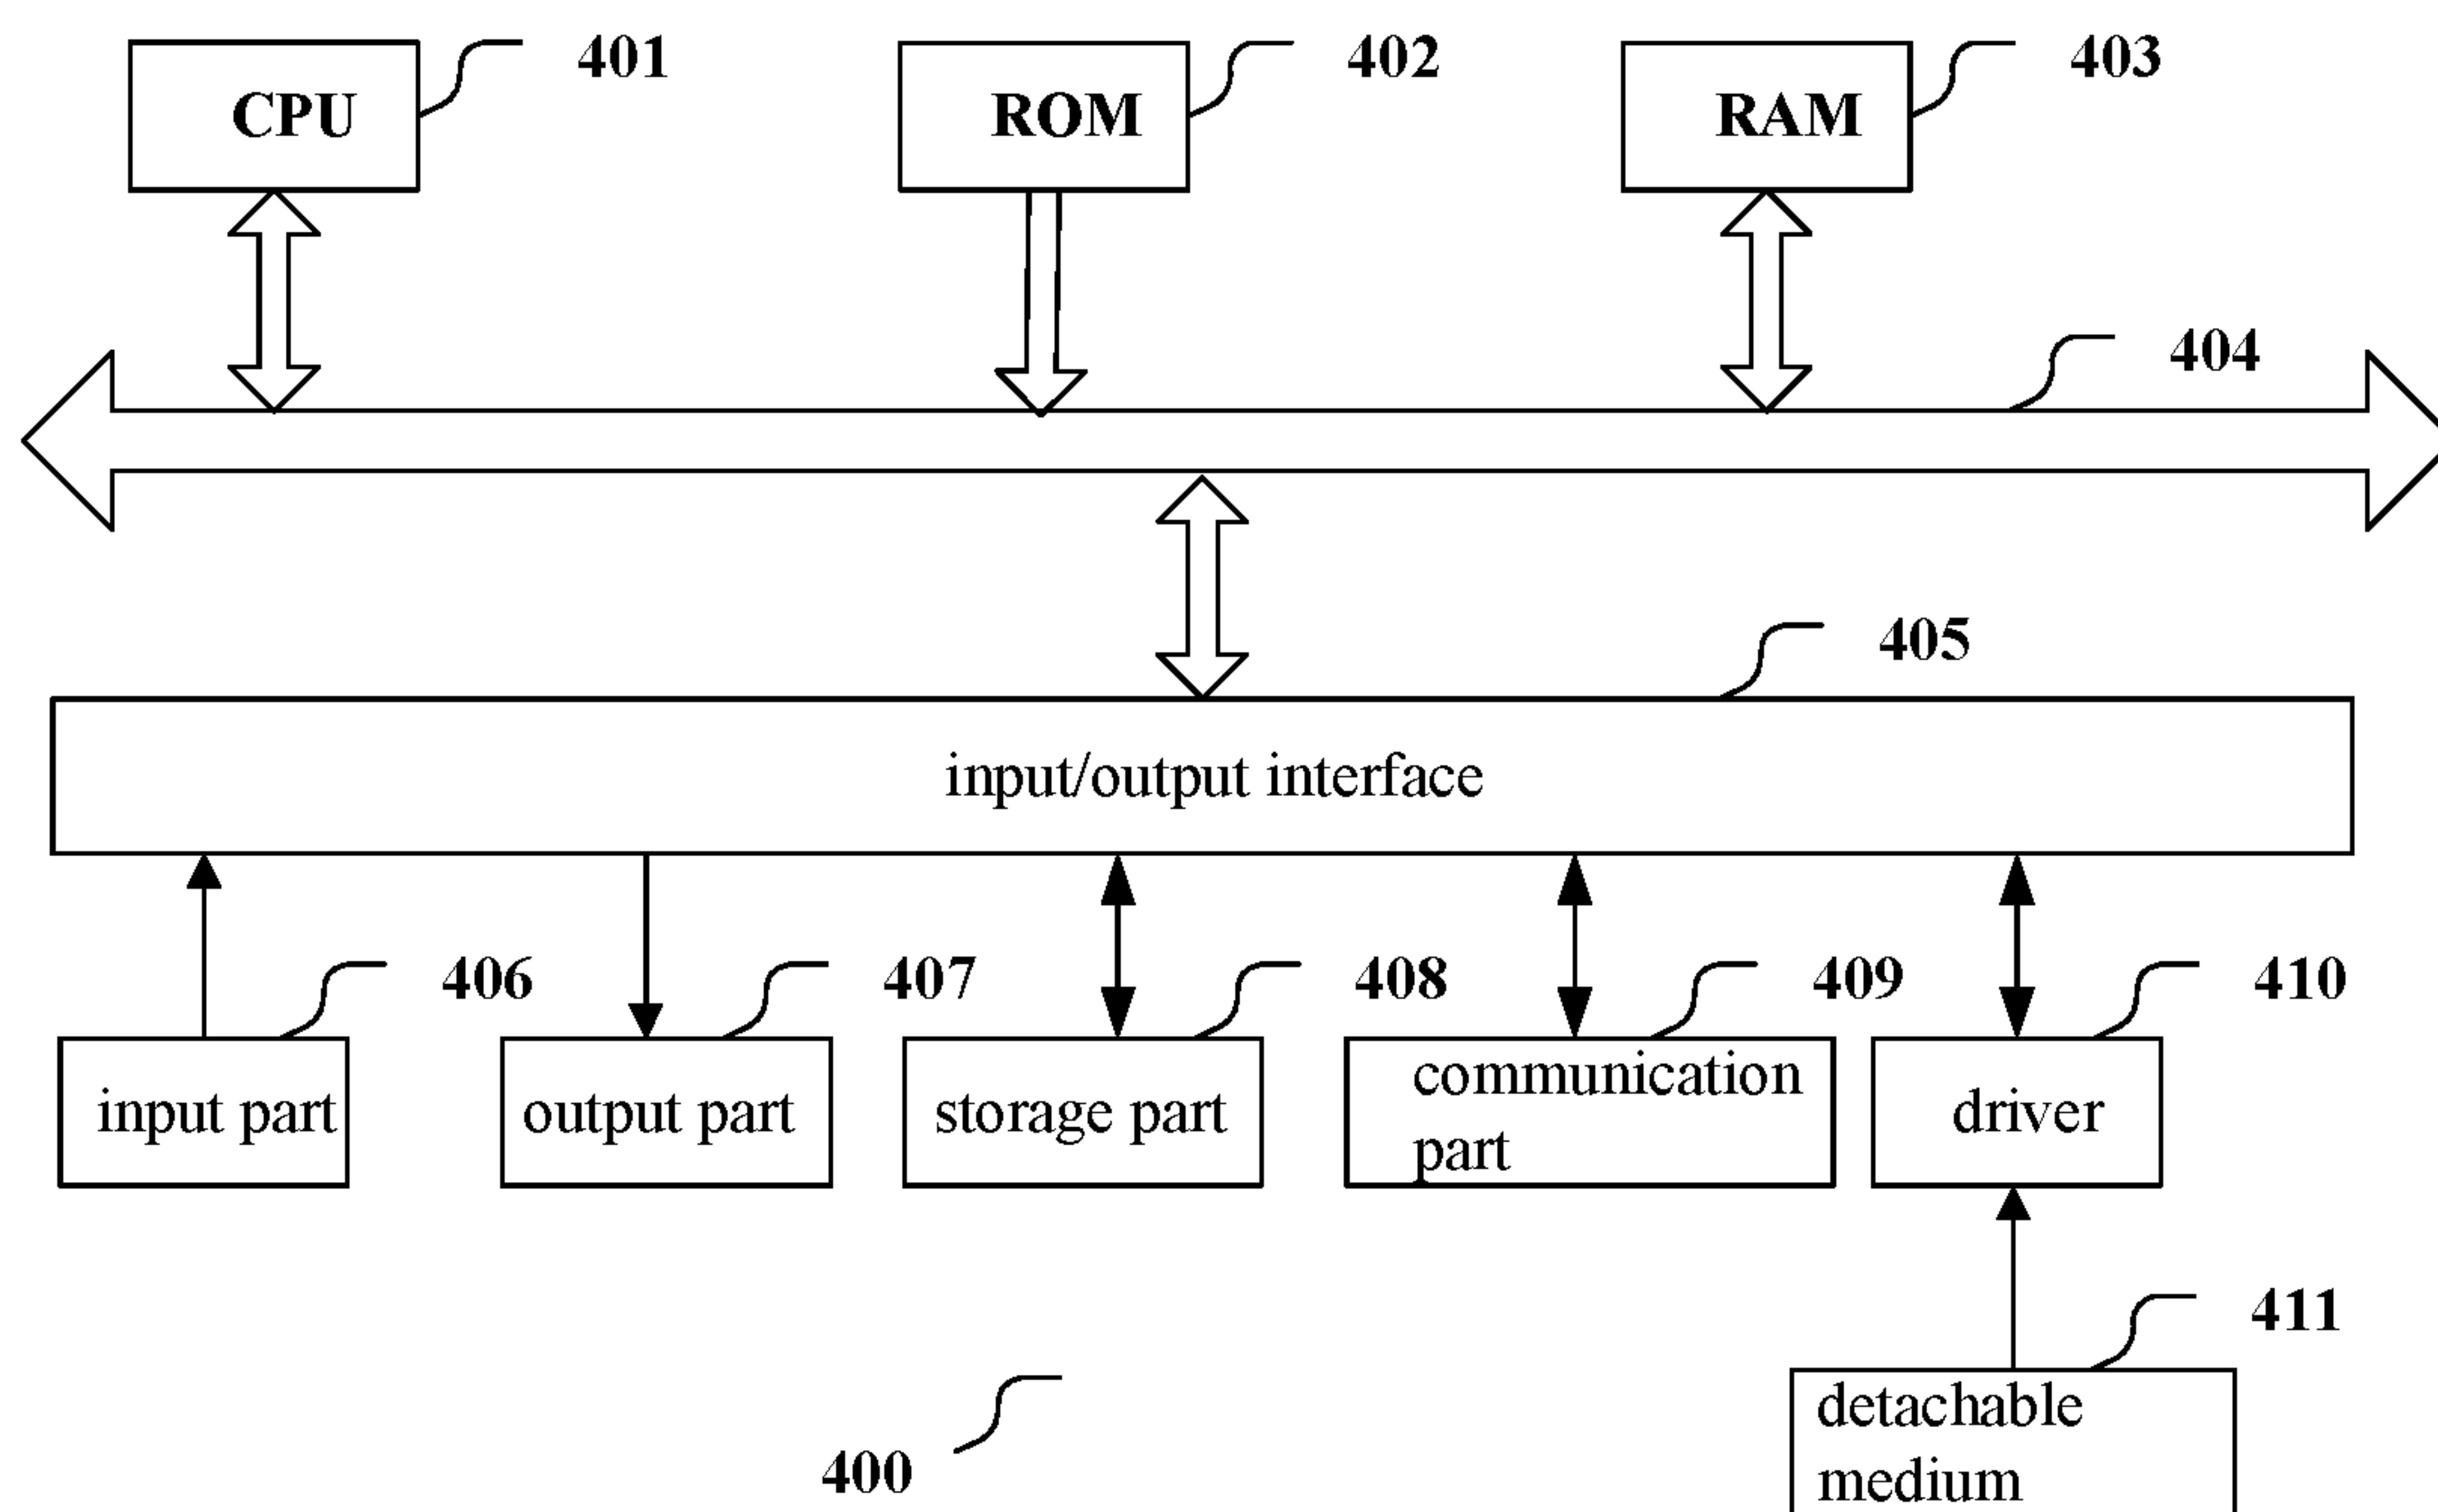 401
402
403
CPU
ROM
RAM
404
405
input/output interface
406
407
408
409
410
input part
output part
storage part
communication
part
driver
411
detachable
medium
400